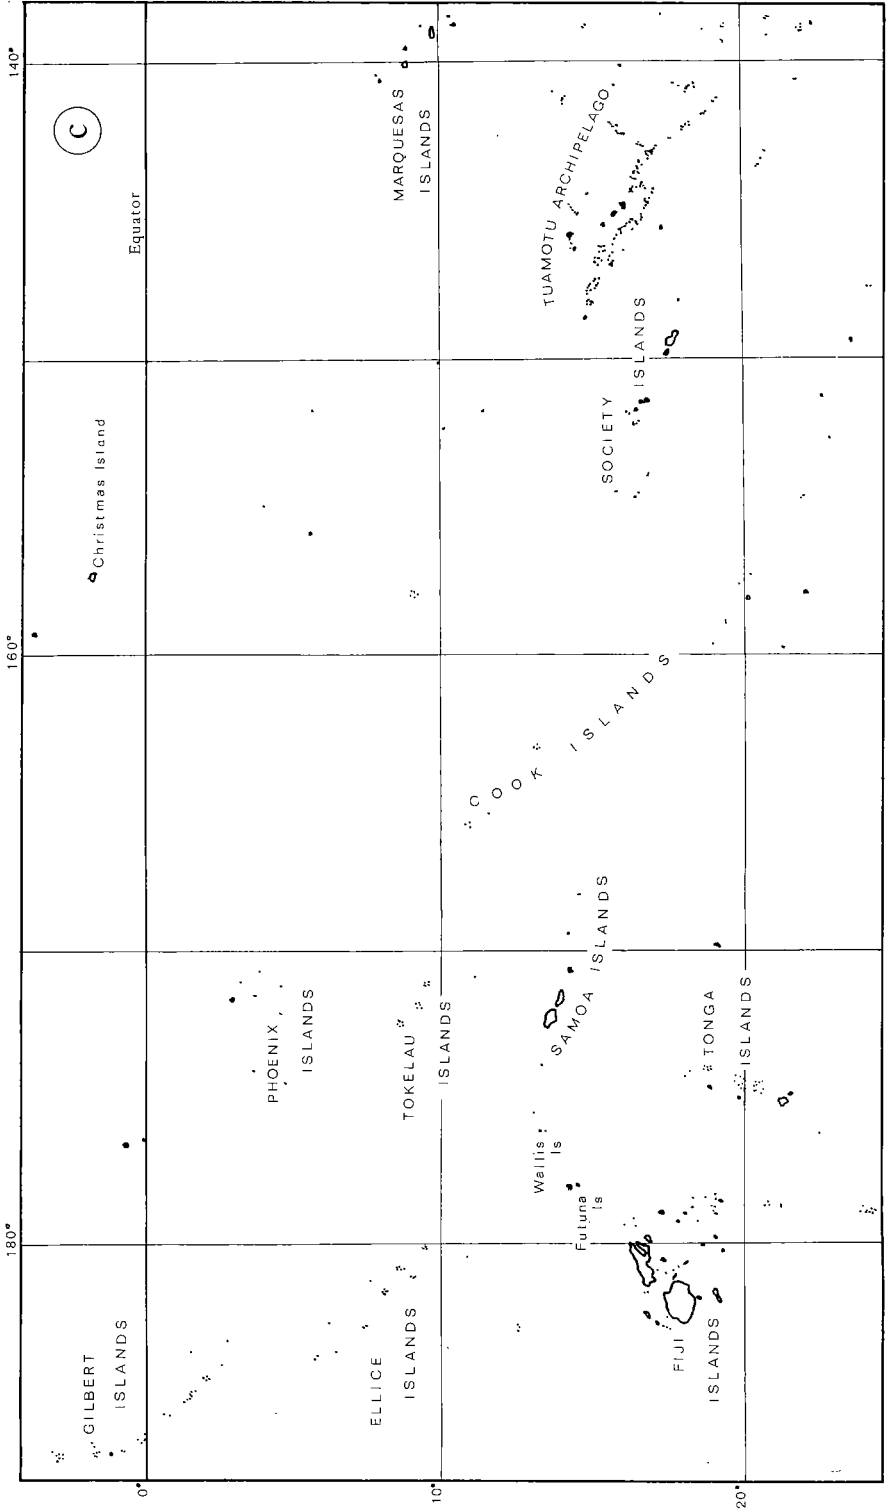 C
180°
160°
140°
0°
10°
20°
Equator
Christmas Island
GILBERT
ISLANDS
PHOENIX
ISLANDS
MARQUESAS
ISLANDS
ELLICE
ISLANDS
TOKELAU
ISLANDS
COOK ISLANDS
TUAMOTU ARCHIPELAGO
Wallis
Is
Futuna
Is
SAMOA ISLANDS
SOCIETY
ISLANDS
FIJI
ISLANDS
TONGA
ISLANDS